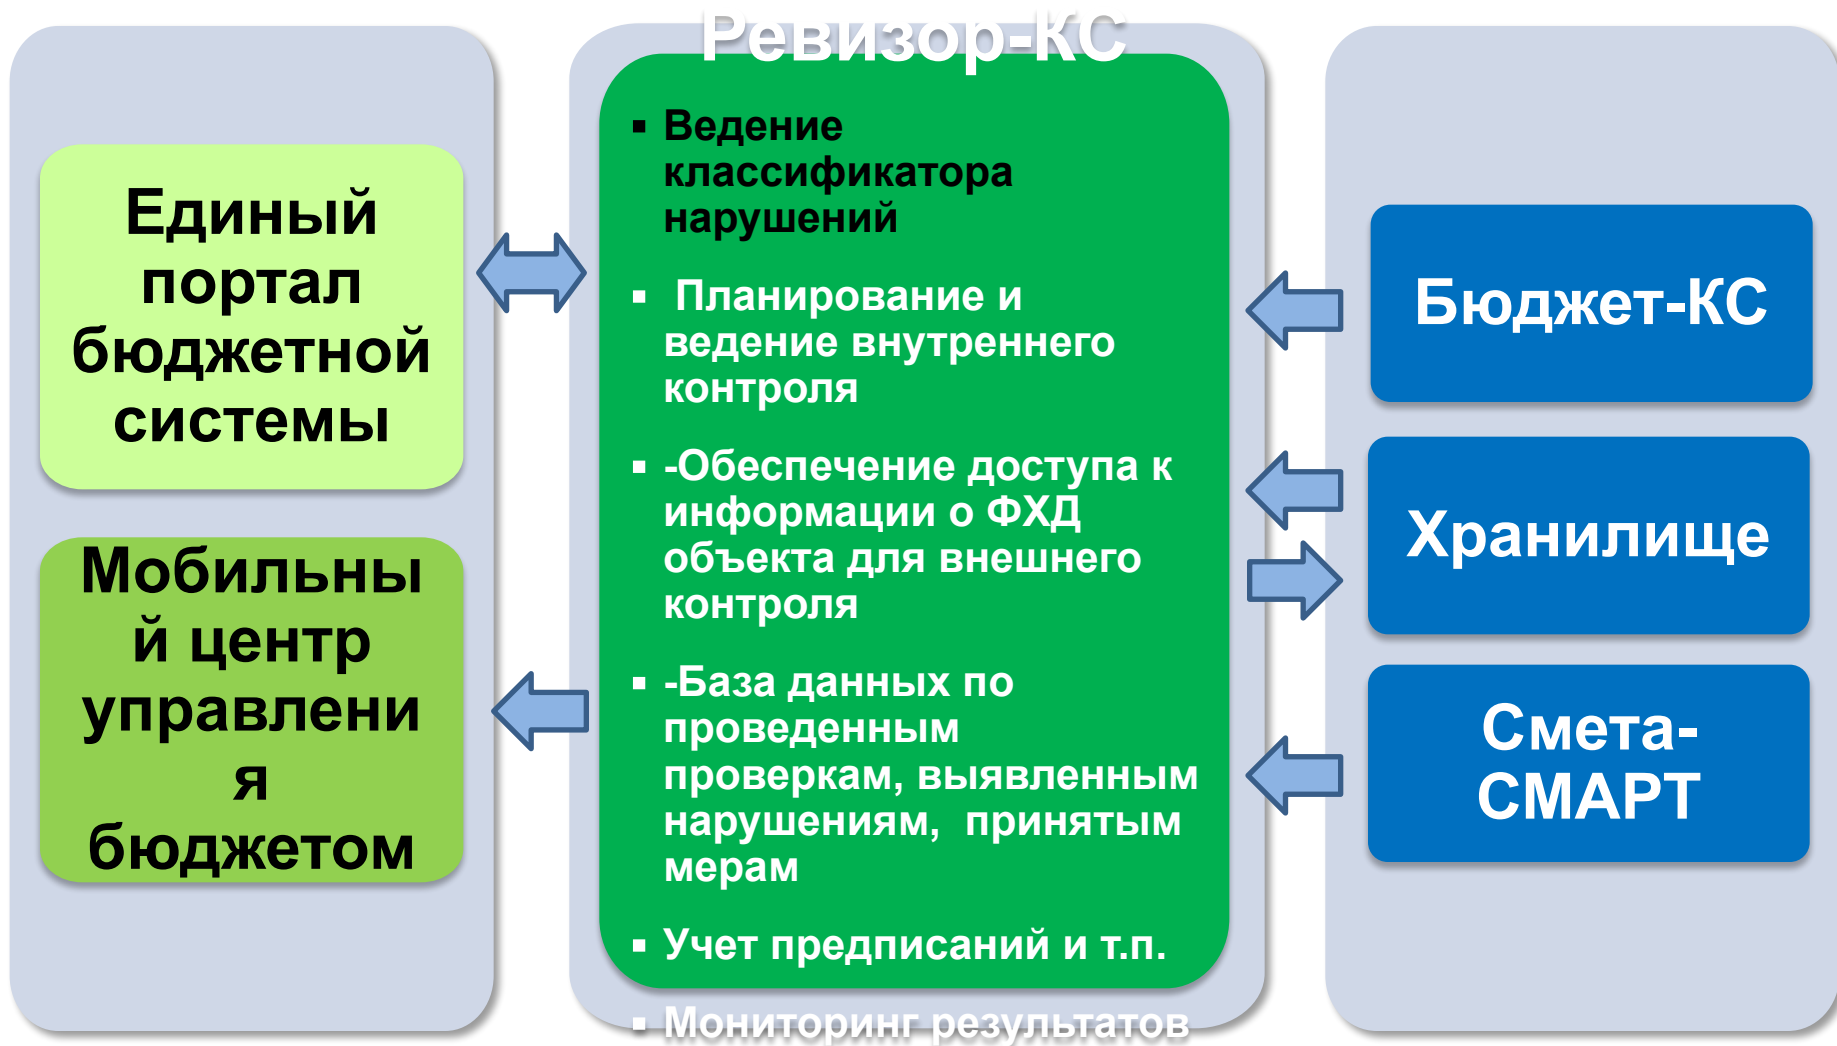 Единый
портал
бюджетной
системы
Мобильны
й центр
управлени
я
бюджетом
Ревизор-КС
▪ Ведение
классификатора
нарушений
▪ Планирование и
ведение внутреннего
контроля
▪ -Обеспечение доступа к
информации о ФХД
объекта для внешнего
контроля
▪ -База данных по
проведенным
проверкам, выявленным
нарушениям, принятым
мерам
▪ Учет предписаний и т.п.
▪ Мониторинг результатов
Бюджет-КС
Хранилище
Смета-
СМАРТ